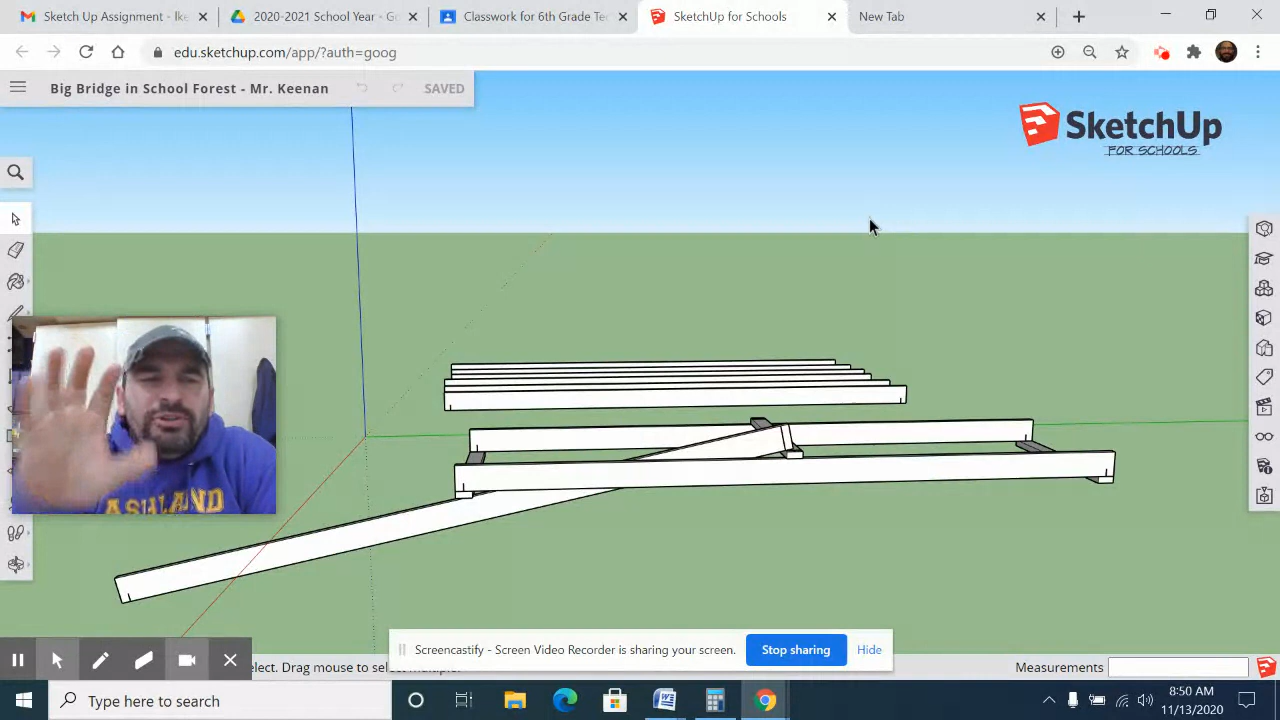 Sketch Up Assignment - Ike
2020-2021 School Year - Go
Classwork for 6th Grade Tec
SketchUp for Schools
New Tab
edu.sketchup.com/app/?auth=goog
Big Bridge in School Forest - Mr. Keenan
SAVED
SketchUp
FOR SCHOOLS
ASHLAND
Screencastify - Screen Video Recorder is sharing your screen.
Stop sharing
Hide
elect. Drag mouse to select multiple.
Measurements
Type here to search
8:50 AM
11/13/2020